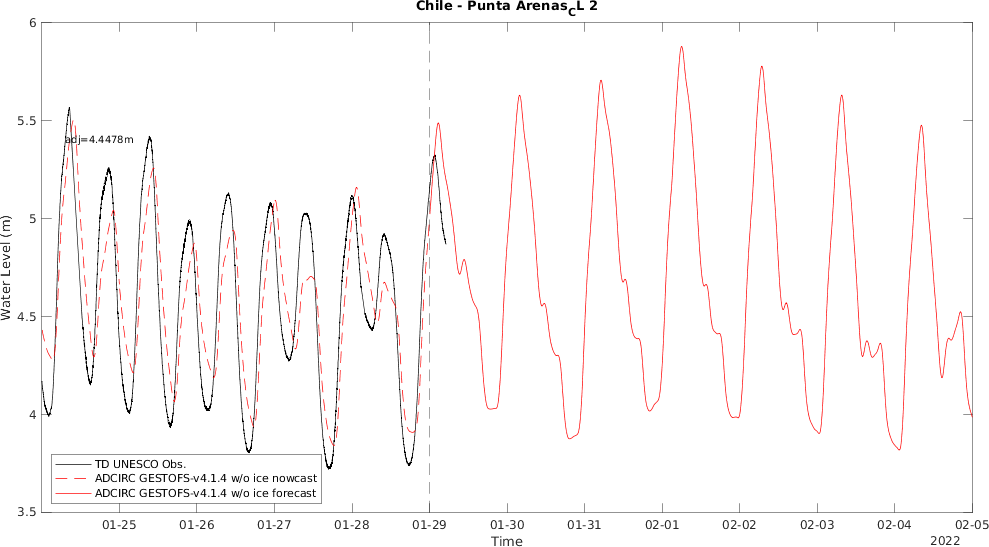 Chile - Punta Arenas_CL 2
6
5.5
adj=4.4478m
5
Water Level (m)
4.5
4
3.5
TD UNESCO Obs.
ADCIRC GESTOFS-v4.1.4 w/o ice nowcast
ADCIRC GESTOFS-v4.1.4 w/o ice forecast
01-25 01-26 01-27 01-28 01-29 01-30 01-31 02-01 02-02 02-03 02-04 02-05
Time
2022